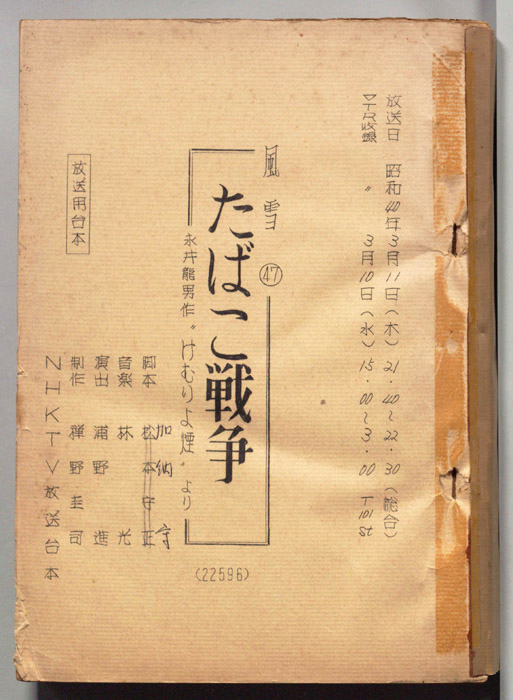 放送日 昭和40年3月11日(木) 21.40~22.30(総合)
VTR収録 〃 3月10日(水) 15.00~3.00 T101st
風雪 ㊼
たばこ戦争
永井龍男作〝けむりよ煙〟より
放送用台本
脚本 松本守正 加納 守
音楽 林 光
演出 浦野 進
制作 禅野圭司
NHKTV放送台本
(22596)